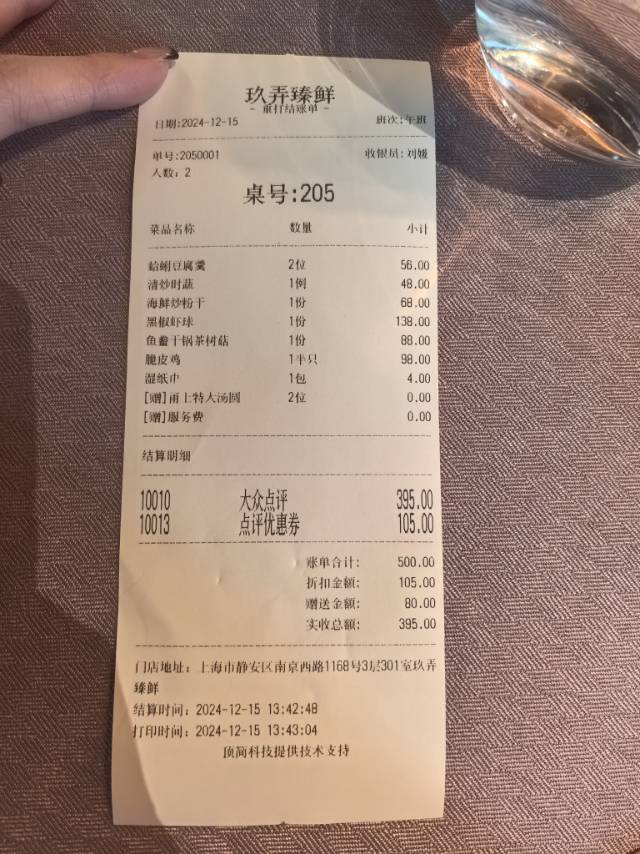 玖弄臻鲜
- 重打结账单 -
日期:2024-12-15 班次:午班
单号:2050001 收银员:刘媛
人数: 2
桌号:205
菜品名称 数量 小计
蛤蜊豆腐羹 2位 56.00
清炒时蔬 1例 48.00
海鲜炒粉干 1份 68.00
黑椒虾球 1份 138.00
鱼鲞干锅茶树菇 1份 88.00
脆皮鸡 1半只 98.00
湿纸巾 1包 4.00
[赠]甬上特大汤圆 2位 0.00
[赠]服务费 0.00
结算明细
10010 大众点评 395.00
10013 点评优惠券 105.00
账单合计: 500.00
折扣金额: 105.00
赠送金额: 80.00
实收总额: 395.00
门店地址: 上海市静安区南京西路1168号3层301室玖弄
臻鲜
结算时间: 2024-12-15 13:42:48
打印时间: 2024-12-15 13:43:04
顶简科技提供技术支持